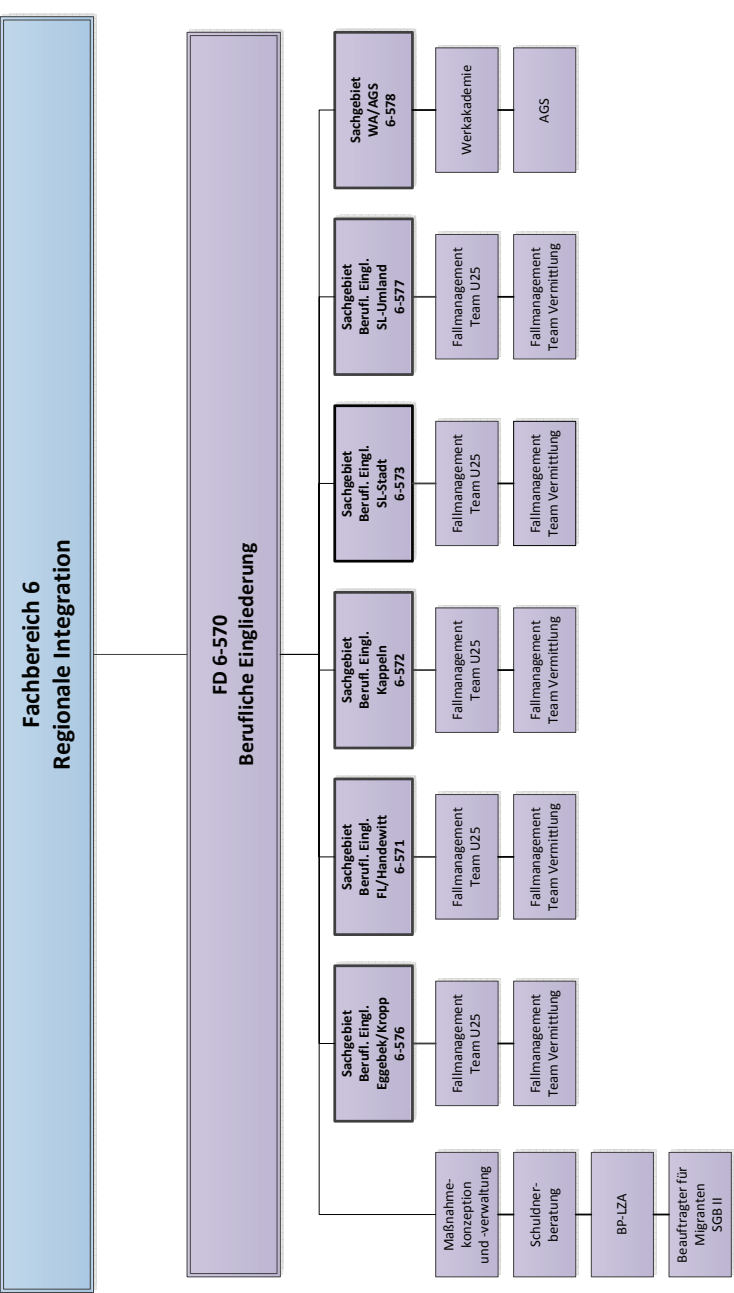 Fachbereich 6
Regionale Integration
FD 6-570
Berufliche Eingliederung
Maßnahme-
konzeption
und -verwaltung
Schuldner-
beratung
BP-LZA
Beauftragter für
Migranten
SGB II
Sachgebiet
Berufl. Eingl.
Eggebek/Kropp
6-576
Fallmanagement
Team U25
Fallmanagement
Team Vermittlung
Sachgebiet
Berufl. Eingl.
FL/Handewitt
6-571
Fallmanagement
Team U25
Fallmanagement
Team Vermittlung
Sachgebiet
Berufl. Eingl.
Kappeln
6-572
Fallmanagement
Team U25
Fallmanagement
Team Vermittlung
Sachgebiet
Berufl. Eingl.
SL-Stadt
6-573
Fallmanagement
Team U25
Fallmanagement
Team Vermittlung
Sachgebiet
Berufl. Eingl.
SL-Umland
6-577
Fallmanagement
Team U25
Fallmanagement
Team Vermittlung
Sachgebiet
WA/AGS
6-578
Werkakademie
AGS